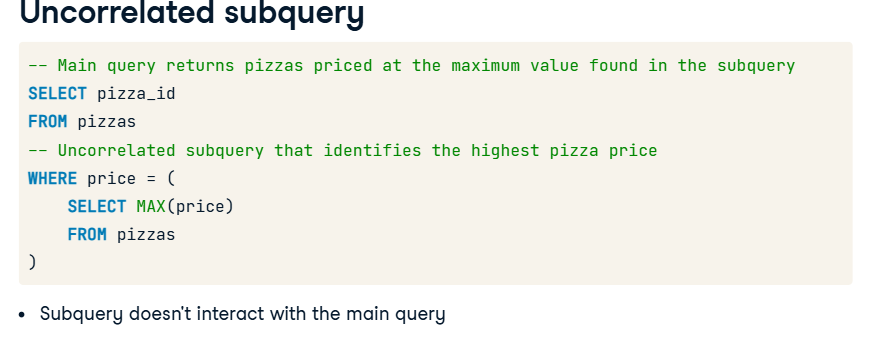 Uncorrelated subquery
-- Main query returns pizzas priced at the maximum value found in the subquery
SELECT pizza_id
FROM pizzas
-- Uncorrelated subquery that identifies the highest pizza price
WHERE price = (
    SELECT MAX(price)
    FROM pizzas
)
• Subquery doesn't interact with the main query